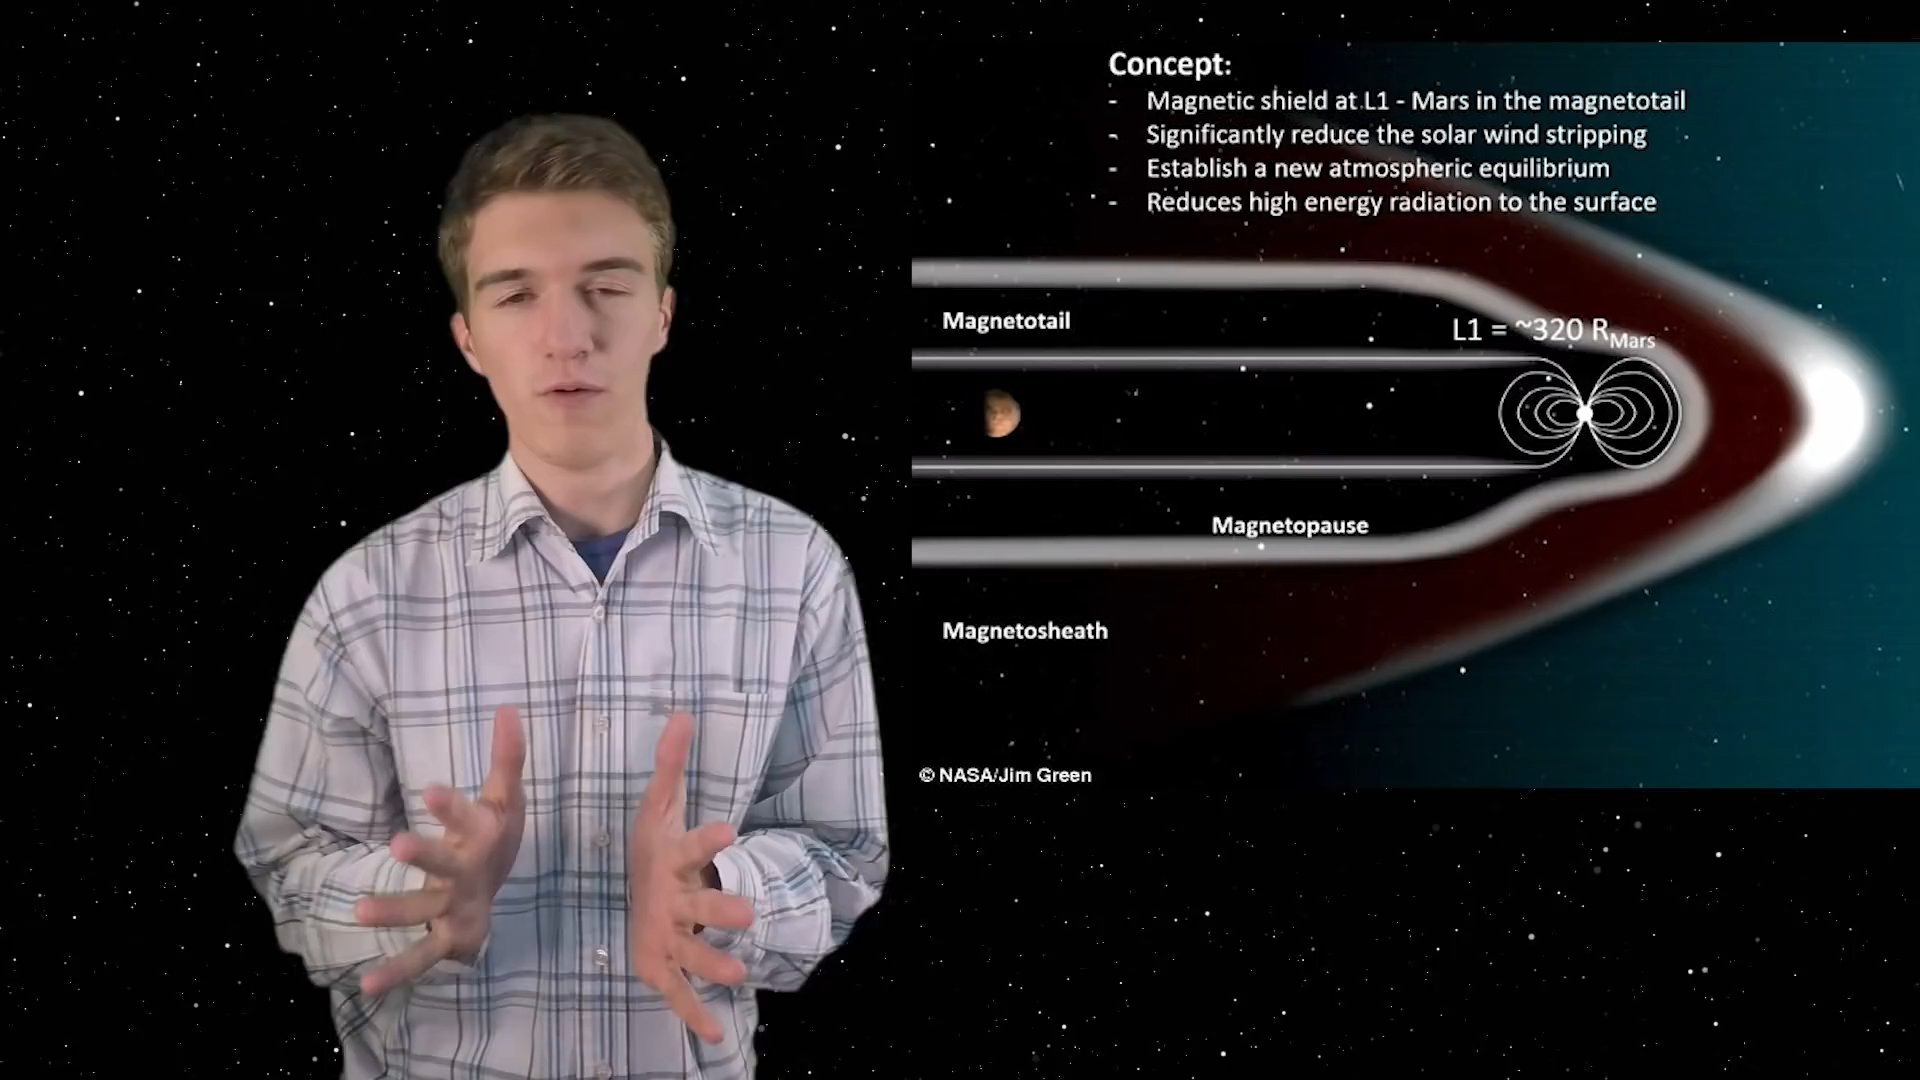 Concept:
- Magnetic shield at L1 - Mars in the magnetotail
- Significantly reduce the solar wind stripping
- Establish a new atmospheric equilibrium
- Reduces high energy radiation to the surface
Magnetotail
L1 = ~320 RMars
Magnetopause
Magnetosheath
© NASA/Jim Green